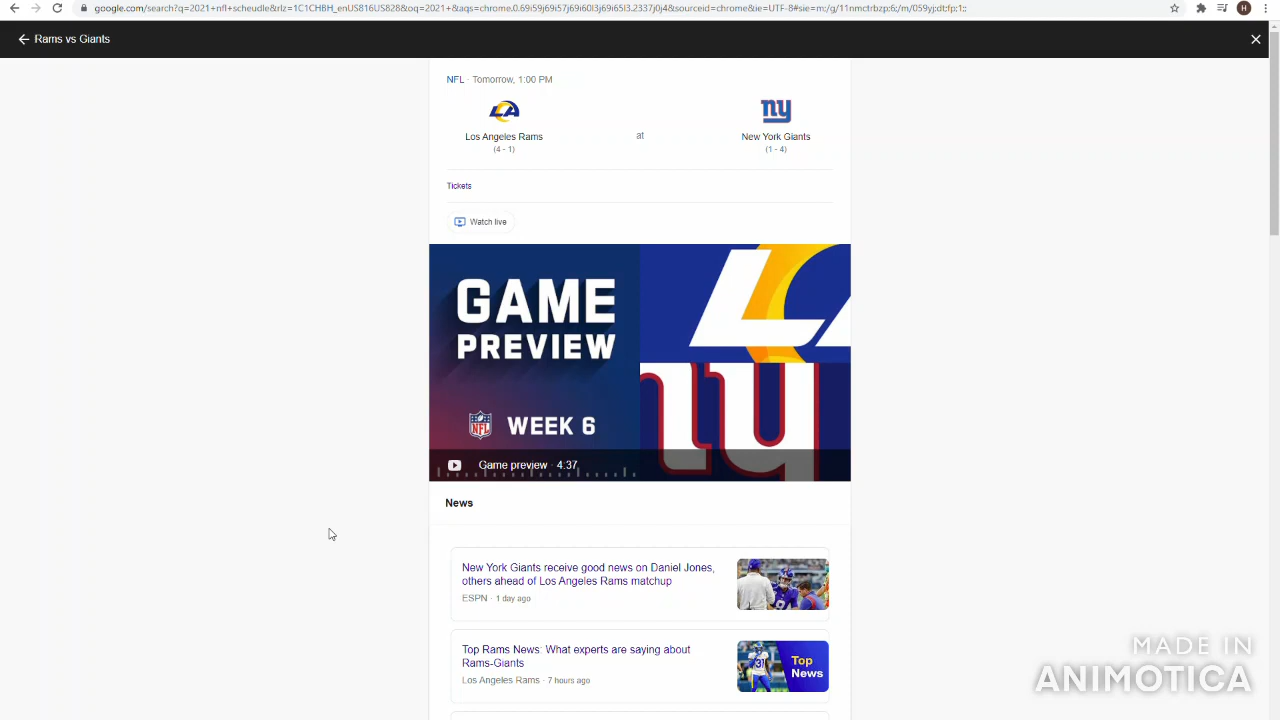 google.com/search?q=2021+nfl+scheudle&rlz=1C1CHBH_enUS816US828&oq=2021+&aqs=chrome.0.69i59j69i57j69i60l3j69i65l3.2337j0j4&sourceid=chrome&ie=UTF-8#sie=m;/g/11nmctrbzp;6;/m/059yj;dt;fp;1;;
H
Rams vs Giants
NFL · Tomorrow, 1:00 PM
LA
ny
Los Angeles Rams
at
New York Giants
(4 - 1)
(1 - 4)
Tickets
Watch live
GAME
PREVIEW
LA
ny
NFL WEEK 6
Game preview · 4:37
News
New York Giants receive good news on Daniel Jones,
others ahead of Los Angeles Rams matchup
ESPN · 1 day ago
Top Rams News: What experts are saying about
Rams-Giants
Los Angeles Rams · 7 hours ago
Top
News
MADE IN
ANIMOTICA